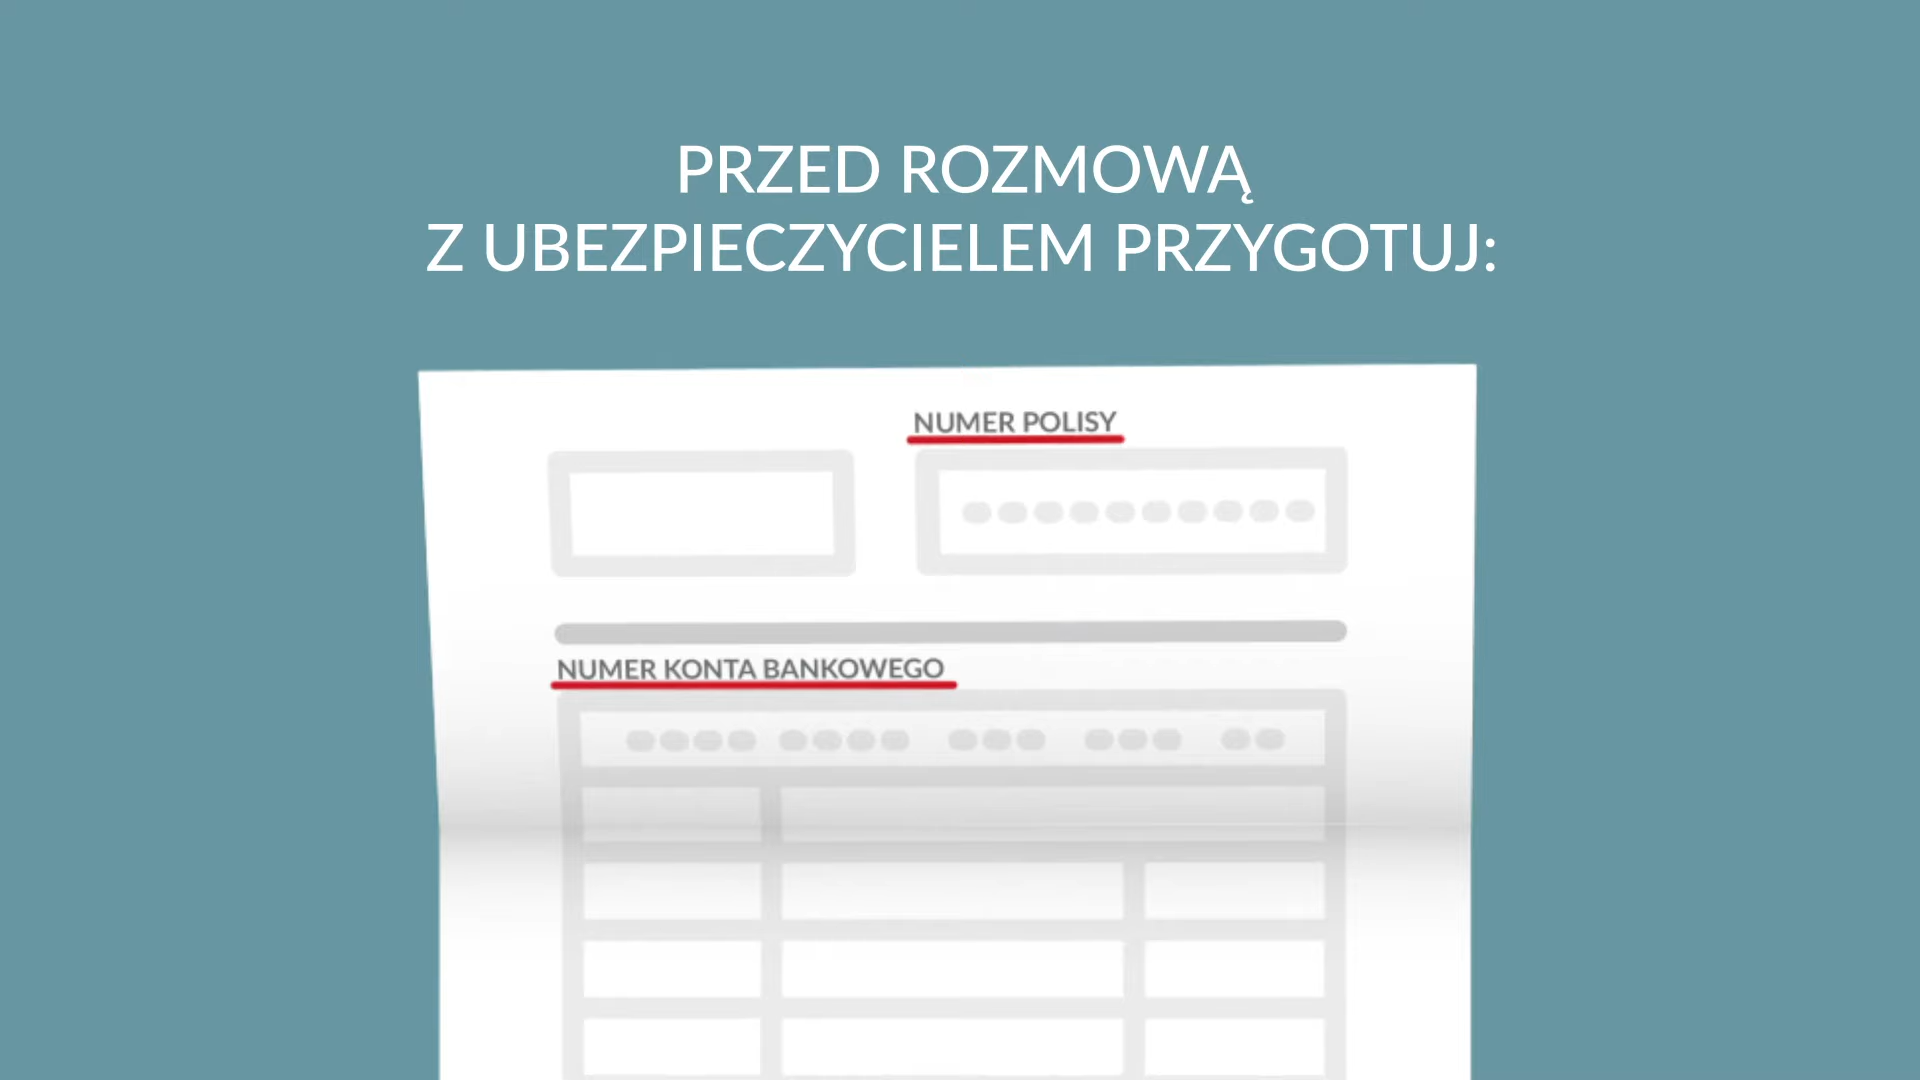 PRZED ROZMOWĄ
Z UBEZPIECZYCIELEM PRZYGOTUJ:
NUMER POLISY
NUMER KONTA BANKOWEGO